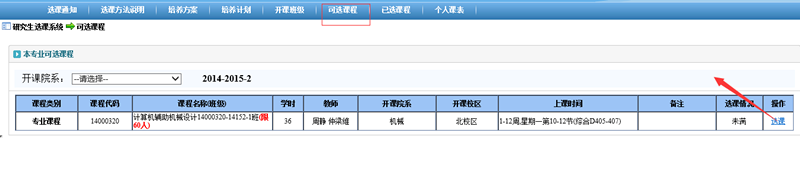 选课通知 选课方法说明 培养方案 培养计划 开课班级 可选课程 已选课程 个人课表
研究生选课系统 可选课程
本专业可选课程
开课院系： --请选择-- 2014-2015-2
课程类别 课程代码 课程名称(班级) 学时 教师 开课院系 开课校区 上课时间 备注 选课情况 操作
专业课程 14000320 计算机辅助机械设计14000320-14152-1班(限60人) 36 周静 仲梁维 机械 北校区 1-12周,星期一第10-12节(综合D405-407) 未满 选课